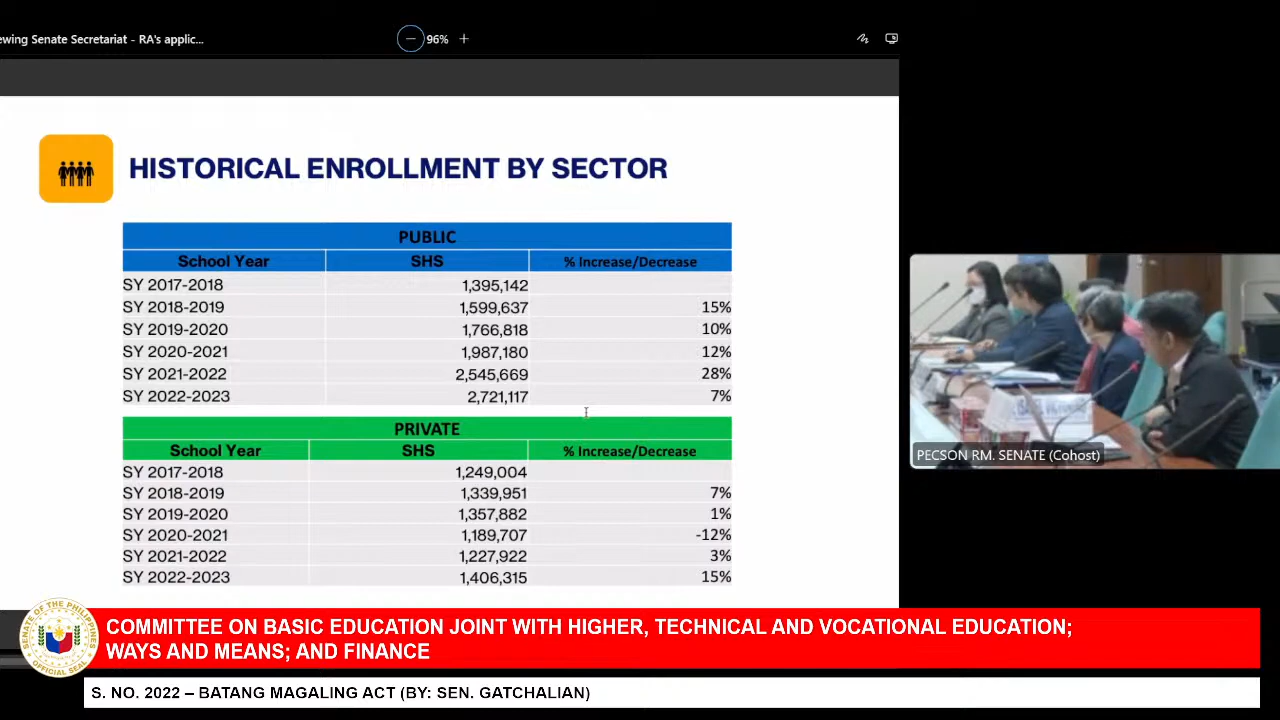 ewing Senate Secretariat - RA's applic...
96%
HISTORICAL ENROLLMENT BY SECTOR
PUBLIC
School Year SHS % Increase/Decrease
SY 2017-2018 1,395,142
SY 2018-2019 1,599,637 15%
SY 2019-2020 1,766,818 10%
SY 2020-2021 1,987,180 12%
SY 2021-2022 2,545,669 28%
SY 2022-2023 2,721,117 7%
PRIVATE
School Year SHS % Increase/Decrease
SY 2017-2018 1,249,004
SY 2018-2019 1,339,951 7%
SY 2019-2020 1,357,882 1%
SY 2020-2021 1,189,707 -12%
SY 2021-2022 1,227,922 3%
SY 2022-2023 1,406,315 15%
PECSON RM. SENATE (Cohost)
SENATE OF THE PHILIPPINES
OFFICIAL SEAL
COMMITTEE ON BASIC EDUCATION JOINT WITH HIGHER, TECHNICAL AND VOCATIONAL EDUCATION;
WAYS AND MEANS; AND FINANCE
S. NO. 2022 – BATANG MAGALING ACT (BY: SEN. GATCHALIAN)